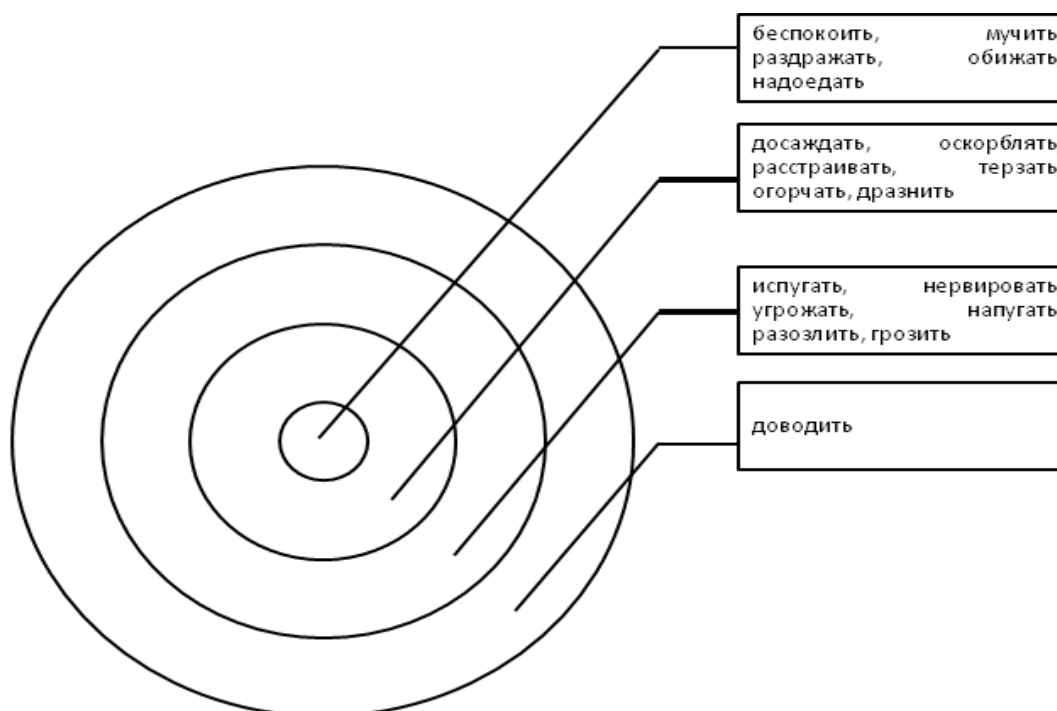 беспокоить, мучить
раздражать, обижать
надоедать
досаждать, оскорблять
расстраивать, терзать
огорчать, дразнить
испугать, нервировать
угрожать, напугать
разозлить, грозить
доводить